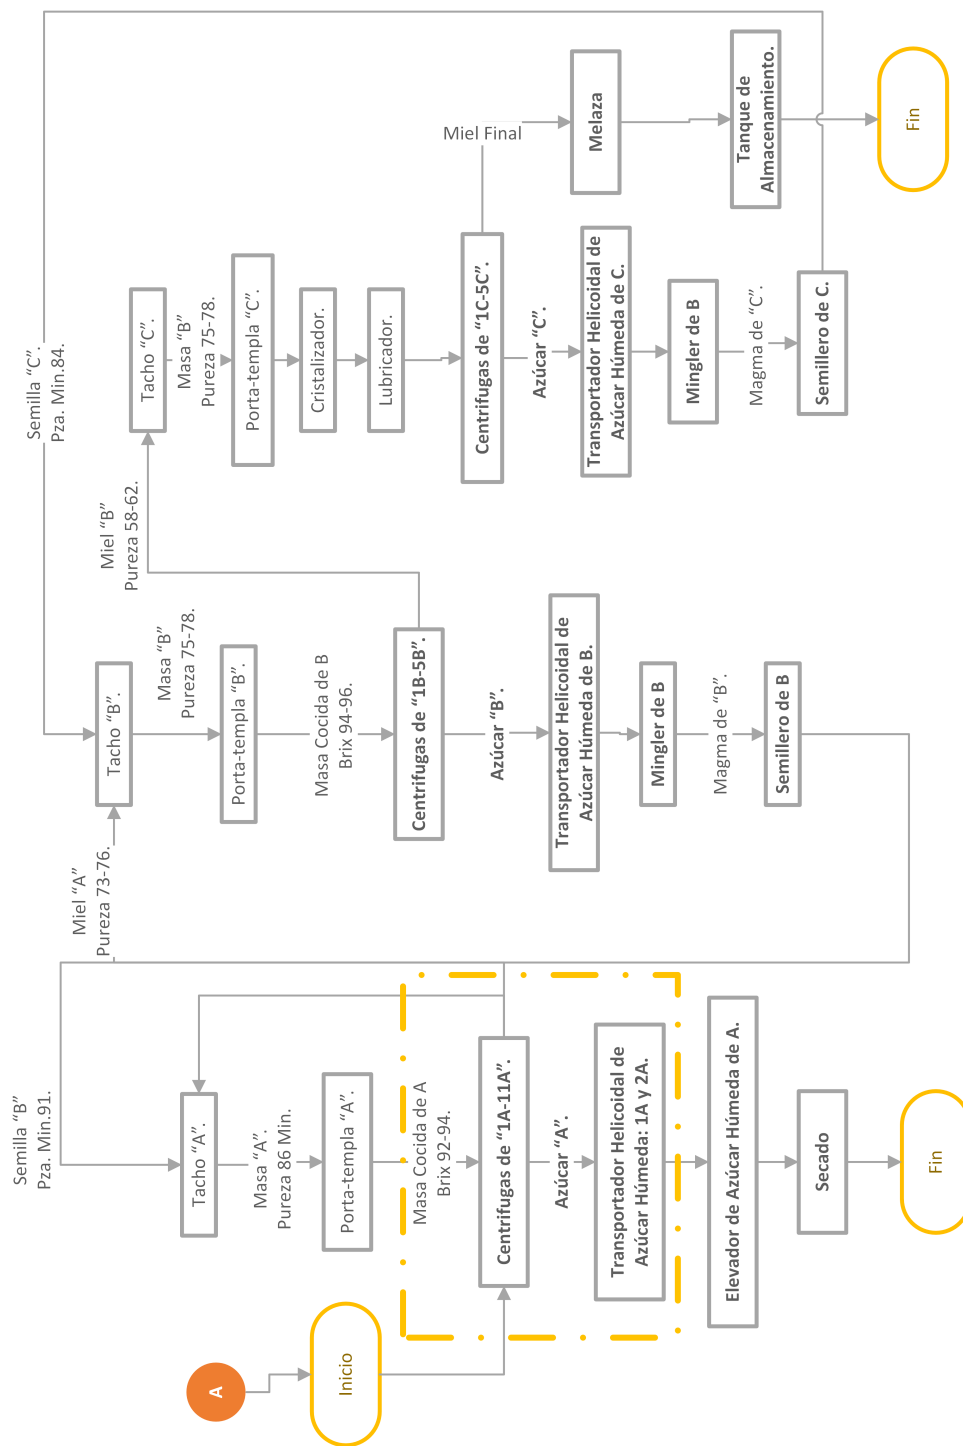 A
Inicio
Semilla “B”
Pza. Min.91.
Tacho “A”.
Masa “A”.
Pureza 86 Min.
Porta-templa “A”.
Masa Cocida de A
Brix 92-94.
Centrifugas de “1A-11A”.
Azúcar “A”.
Transportador Helicoidal de
Azúcar Húmeda: 1A y 2A.
Elevador de Azúcar Húmeda de A.
Secado
Fin
Miel “A”
Pureza 73-76.
Tacho “B”.
Masa “B”
Pureza 75-78.
Porta-templa “B”.
Masa Cocida de B
Brix 94-96.
Centrifugas de “1B-5B”.
Azúcar “B”.
Transportador Helicoidal de
Azúcar Húmeda de B.
Mingler de B
Magma de “B”.
Semillero de B
Semilla “C”.
Pza. Min.84.
Miel “B”
Pureza 58-62.
Tacho “C”.
Masa “B”
Pureza 75-78.
Porta-templa “C”.
Cristalizador.
Lubricador.
Centrifugas de “1C-5C”.
Azúcar “C”.
Transportador Helicoidal de
Azúcar Húmeda de C.
Mingler de B
Magma de “C”.
Semillero de C.
Miel Final
Melaza
Tanque de
Almacenamiento.
Fin